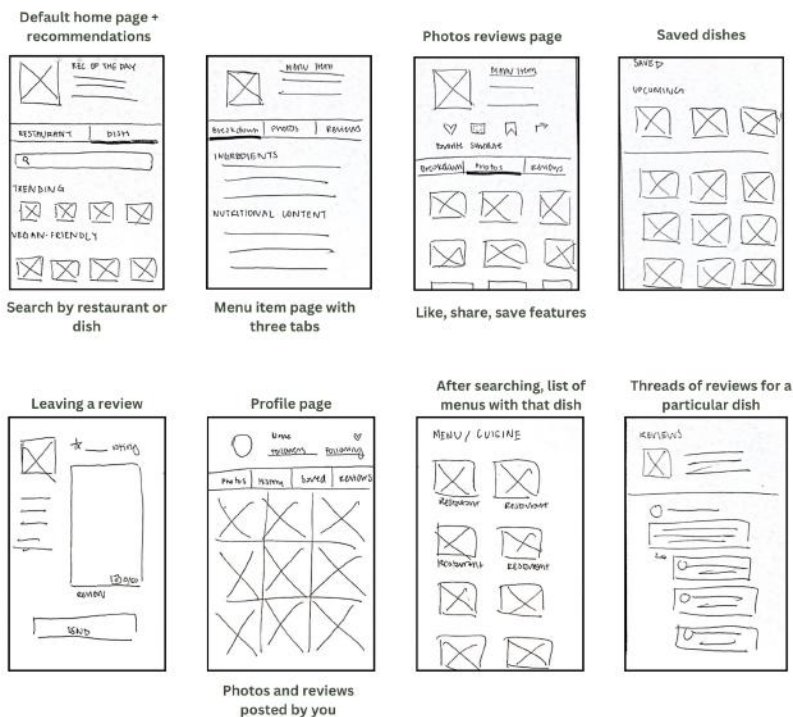 Default home page +
recommendations
REC OF THE DAY
RESTAURANT | DISH
TRENDING
VEGAN-FRIENDLY
Search by restaurant or
dish
MENU ITEM
Breakdown | Photos | Reviews
INGREDIENTS
NUTRITIONAL CONTENT
Menu item page with
three tabs
Photos reviews page
MENU ITEM
Favorite
Breakdown | Photos | Reviews
Like, share, save features
Saved dishes
SAVED
UPCOMING
Leaving a review
rating
review
SEND
Profile page
Name
followers following
Photos | History | Saved | Reviews
Photos and reviews
posted by you
After searching, list of
menus with that dish
MENU / CUISINE
Restaurant Restaurant
Restaurant Restaurant
Threads of reviews for a
particular dish
REVIEWS